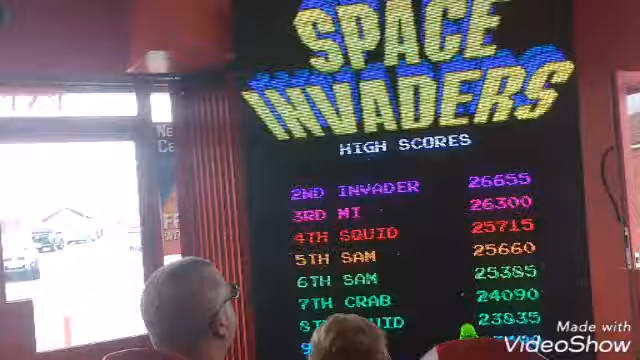 SPACE
INVADERS
HIGH SCORES
2ND INVADER 26655
3RD MI 26300
4TH SQUID 25715
5TH SAM 25660
6TH SAM 25385
7TH CRAB 24090
23835
Made with
VideoShow